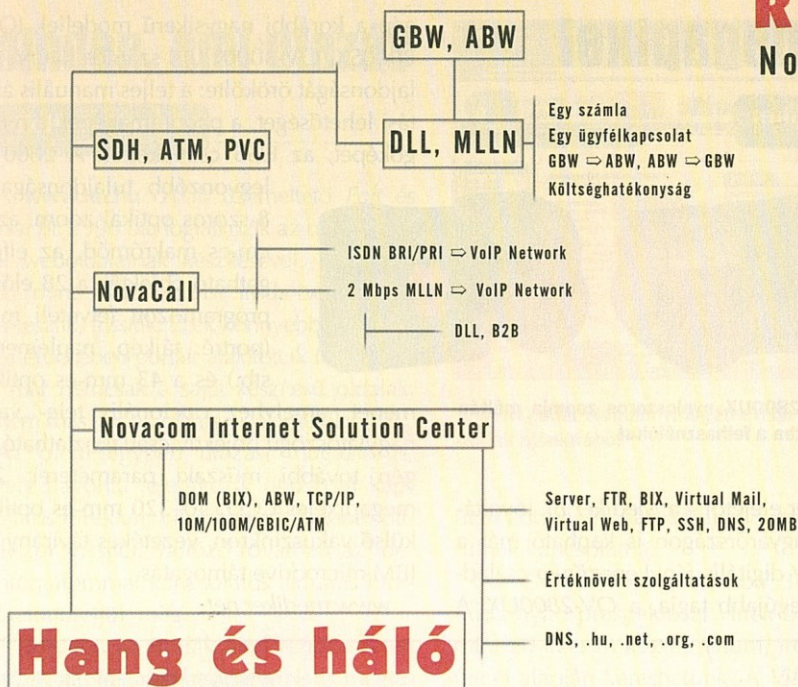 R
No
GBW, ABW
SDH, ATM, PVC
DLL, MLLN
Egy számla
Egy ügyfélkapcsolat
GBW ⇨ ABW, ABW ⇨ GBW
Költséghatékonyság
ISDN BRI/PRI ⇨ VoIP Network
2 Mbps MLLN ⇨ VoIP Network
DLL, B2B
NovaCall
Novacom Internet Solution Center
DOM (BIX), ABW, TCP/IP,
10M/100M/GBIC/ATM
Server, FTR, BIX, Virtual Mail,
Virtual Web, FTP, SSH, DNS, 20MB
Értéknövelt szolgáltatások
DNS, .hu, .net, .org, .com
Hang és háló